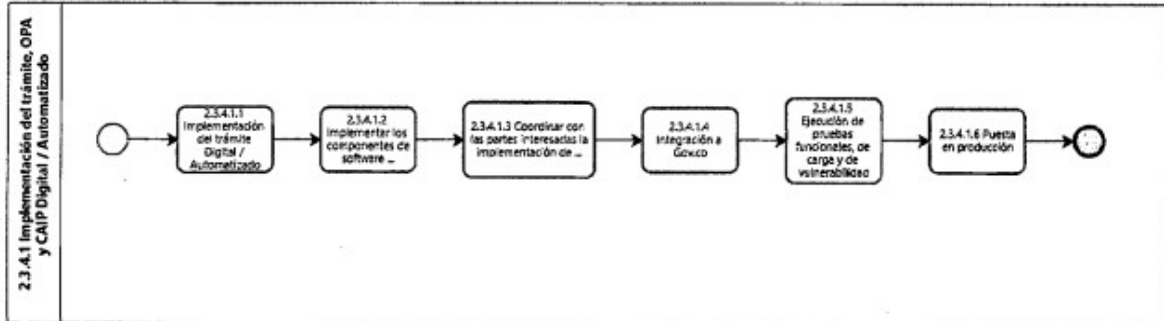 2.3.4.1 Implementación del trámite, OPA
y CAIP Digital / Automatizado
2.3.4.1.1
Implementación
del trámite
Digital /
Automatizado
2.3.4.1.2
Implementar los
componentes de
software ...
2.3.4.1.3 Coordinar con
las partes interesadas la
implementación de ...
2.3.4.1.4
Integración a
Gov.co
2.3.4.1.5
Ejecución de
pruebas
funcionales, de
carga y de
vulnerabilidad
2.3.4.1.6 Puesta
en producción